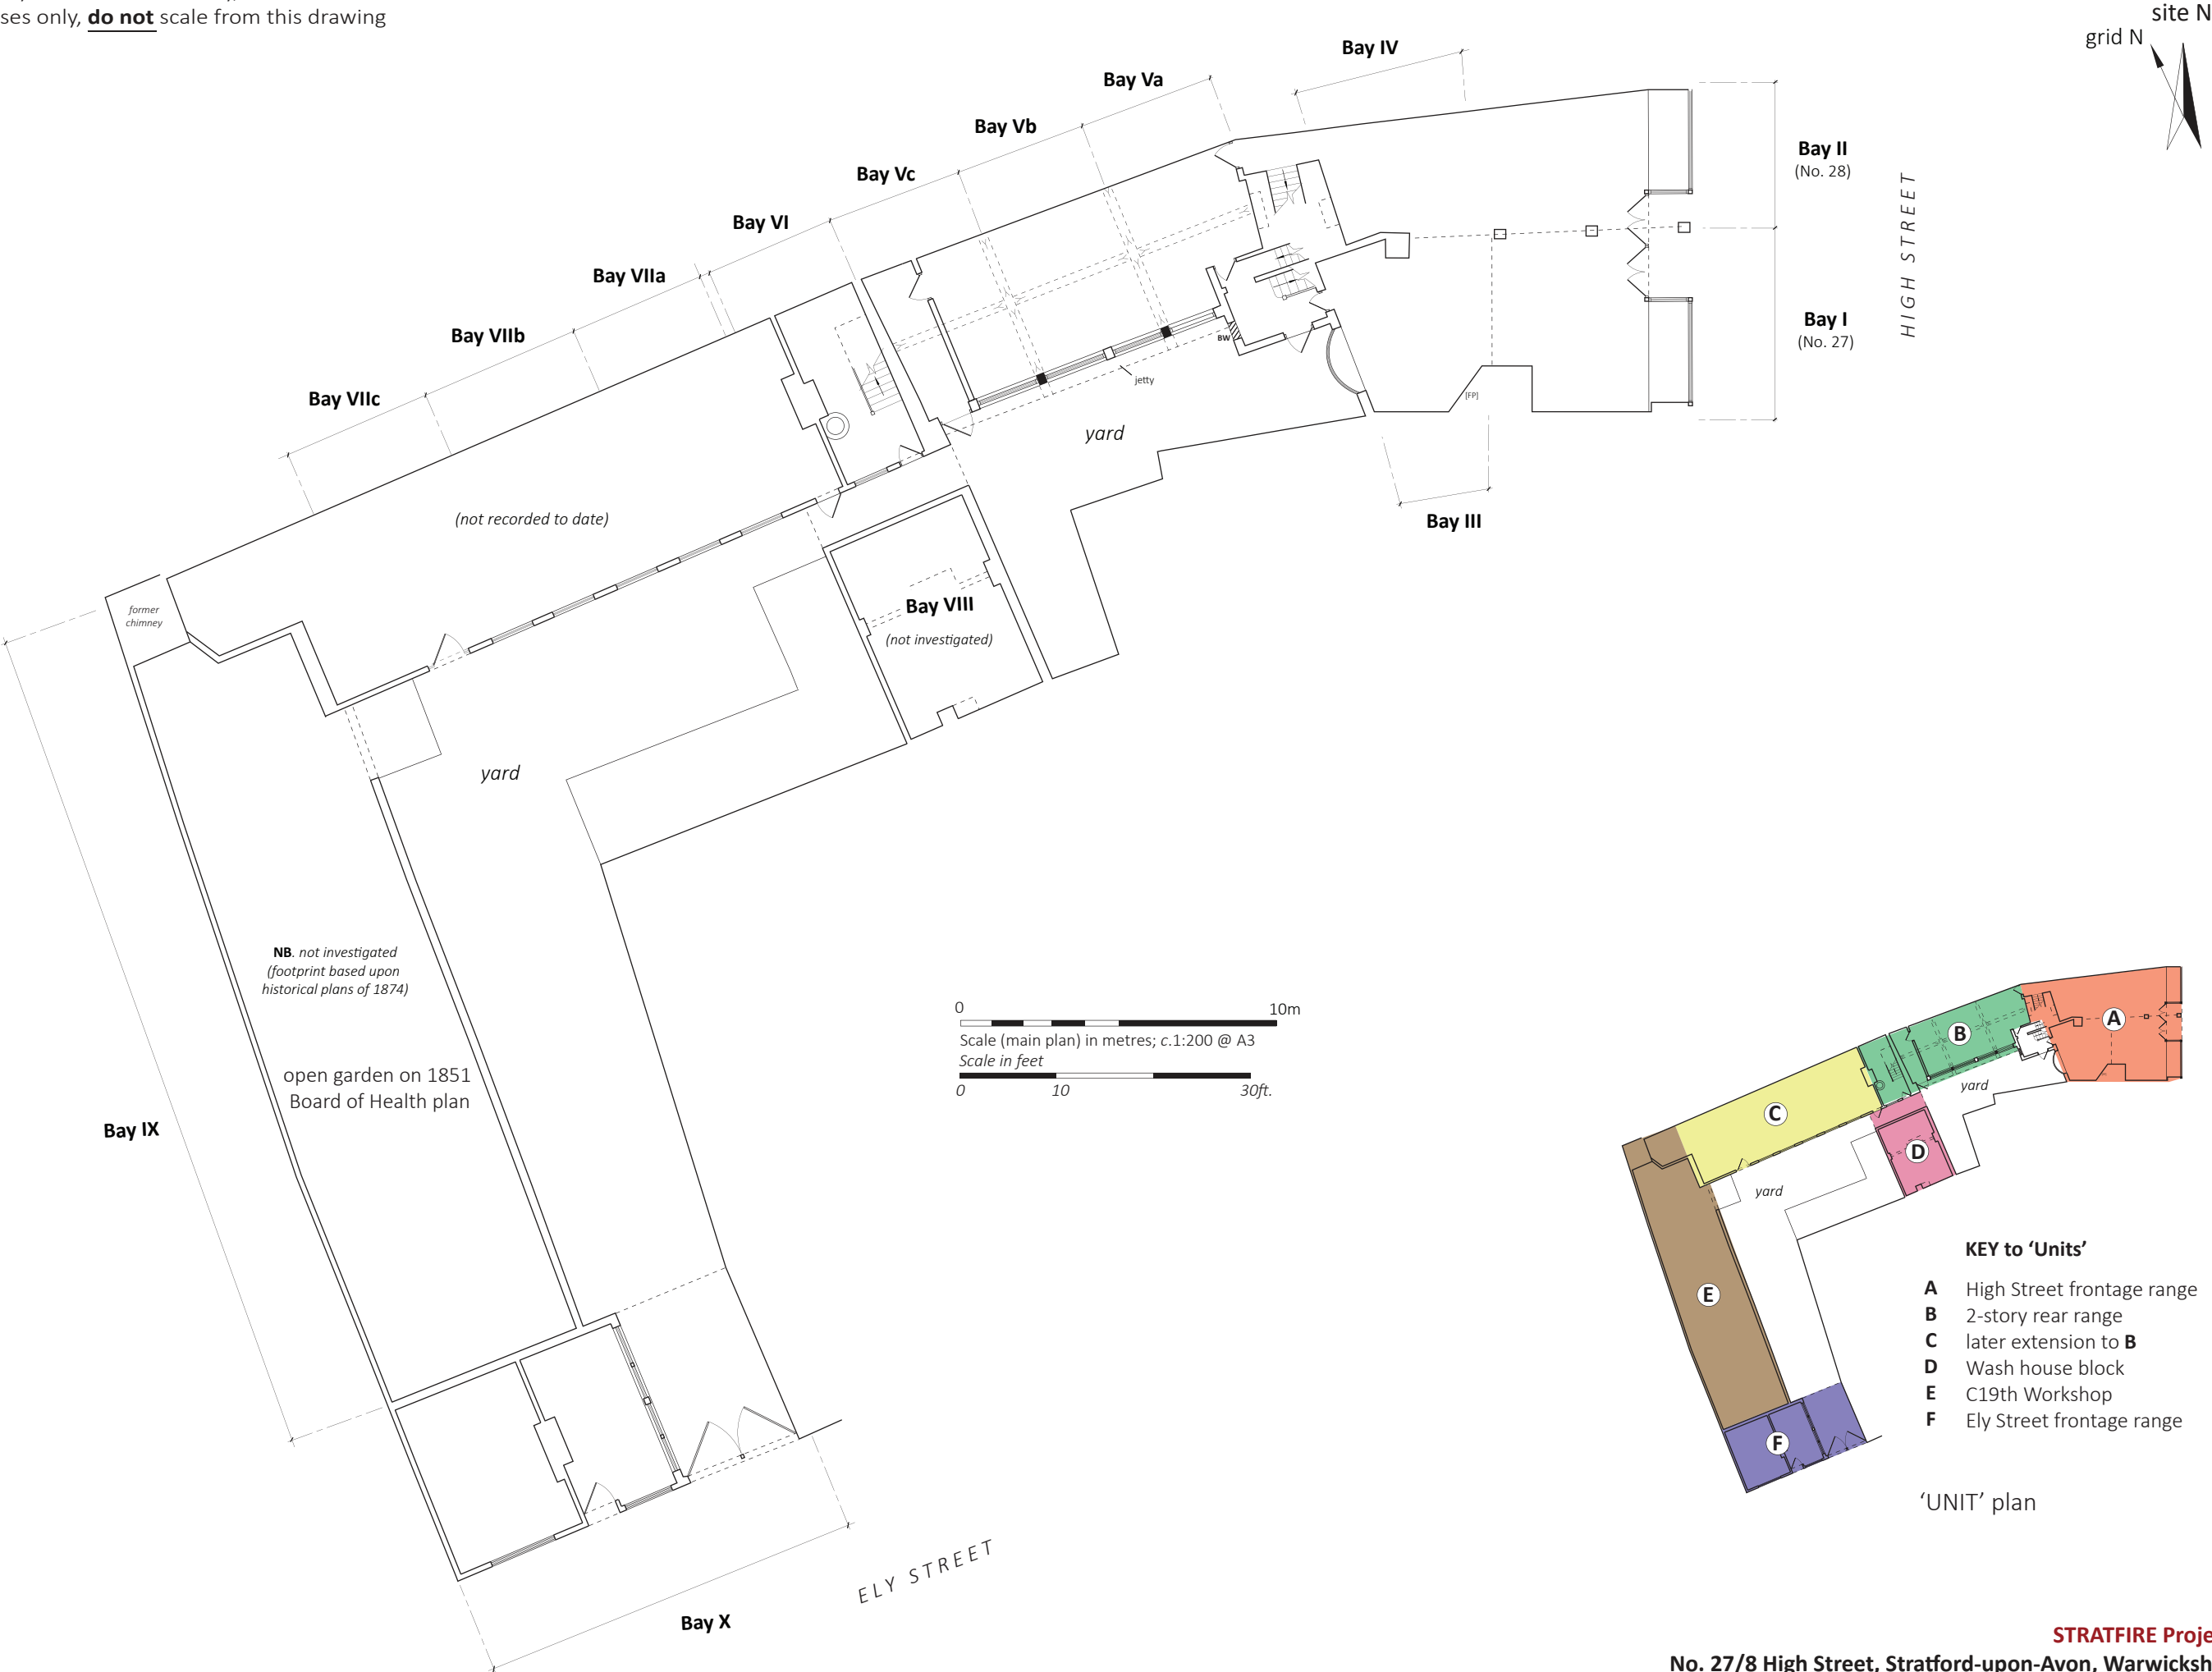 ses only, do not scale from this drawing
site N
grid N
Bay IV
Bay Va
Bay Vb
Bay Vc
Bay VI
Bay VIIa
Bay VIIb
Bay VIIc
Bay II
(No. 28)
HIGH STREET
Bay I
(No. 27)
BW
jetty
[FP]
yard
Bay III
(not recorded to date)
former
chimney
Bay VIII
(not investigated)
yard
NB. not investigated
(footprint based upon
historical plans of 1874)
open garden on 1851
Board of Health plan
Bay IX
0 10m
Scale (main plan) in metres; c.1:200 @ A3
Scale in feet
0 10 30ft.
Bay X
ELY STREET
A
B
yard
C
D
yard
E
F
KEY to ‘Units’
A High Street frontage range
B 2-story rear range
C later extension to B
D Wash house block
E C19th Workshop
F Ely Street frontage range
‘UNIT’ plan
STRATFIRE Proje
No. 27/8 High Street, Stratford-upon-Avon, Warwicksh